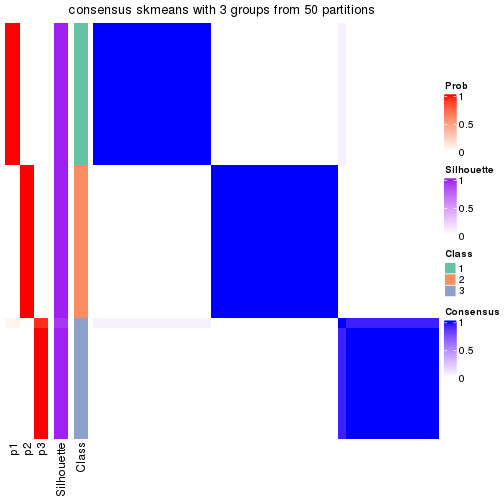 consensus skmeans with 3 groups from 50 partitions
Prob
1
0.5
0
Silhouette
1
0.5
0
Class
1
2
3
Consensus
1
0.5
0
p1
p2
p3
Silhouette
Class